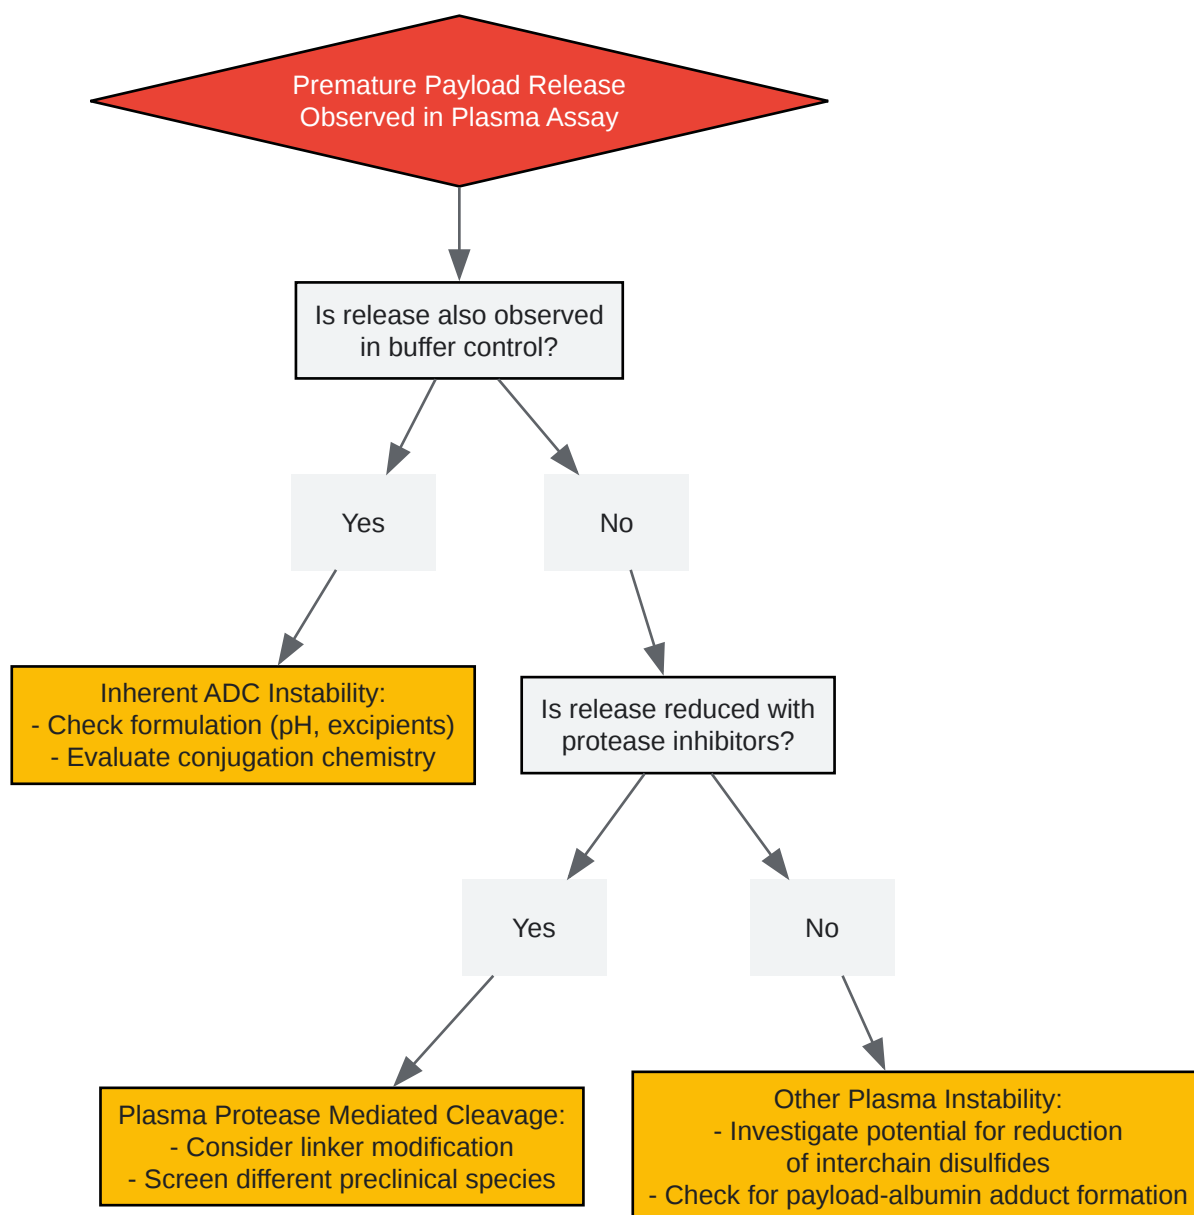 Premature Payload Release
Observed in Plasma Assay
Is release also observed
in buffer control?
Yes
No
Inherent ADC Instability:
- Check formulation (pH, excipients)
- Evaluate conjugation chemistry
Is release reduced with
protease inhibitors?
Yes
No
Plasma Protease Mediated Cleavage:
- Consider linker modification
- Screen different preclinical species
Other Plasma Instability:
- Investigate potential for reduction
of interchain disulfides
- Check for payload-albumin adduct formation